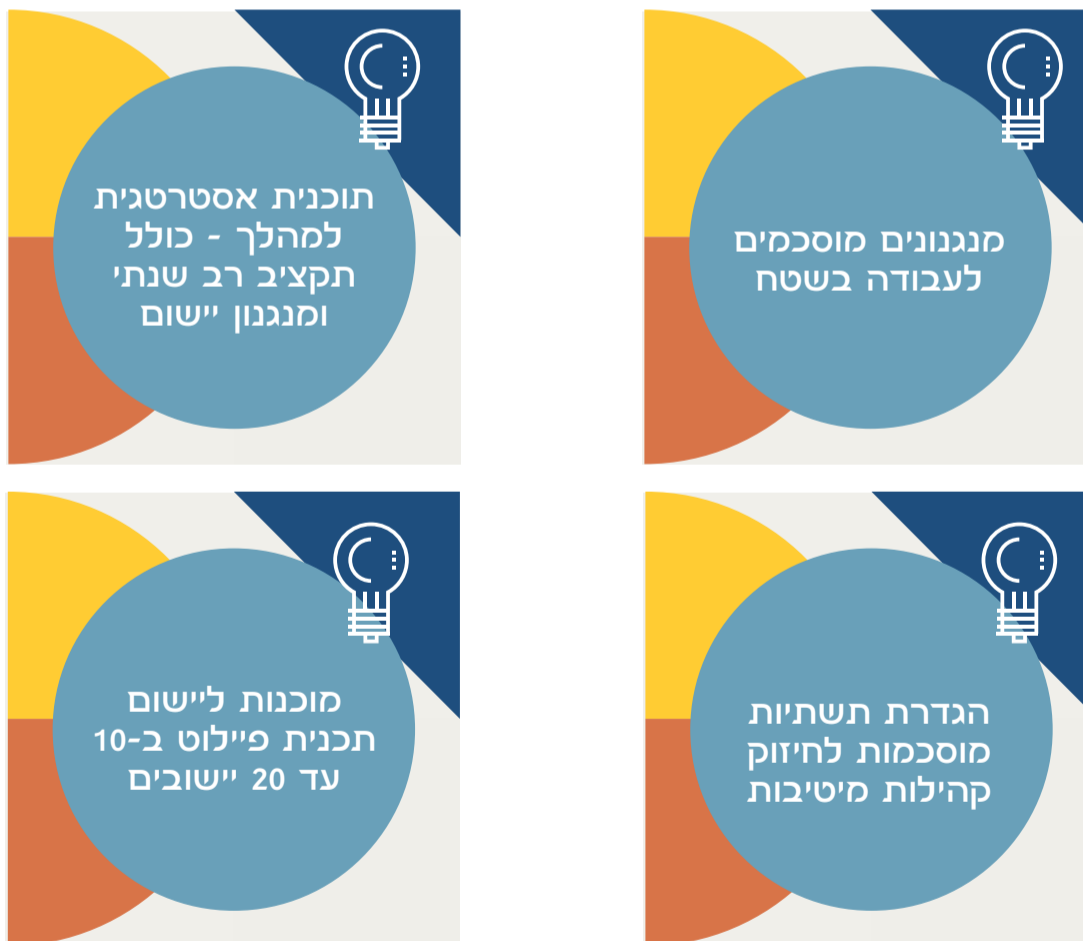 מנגנונים מוסכמים
לעבודה בשטח
תוכנית אסטרטגית
למהלך - כולל
תקציב רב שנתי
ומנגנון יישום
הגדרת תשתיות
מוסכמות לחיזוק
קהילות מיטיבות
מוכנות ליישום
תכנית פיילוט ב-10
עד 20 יישובים